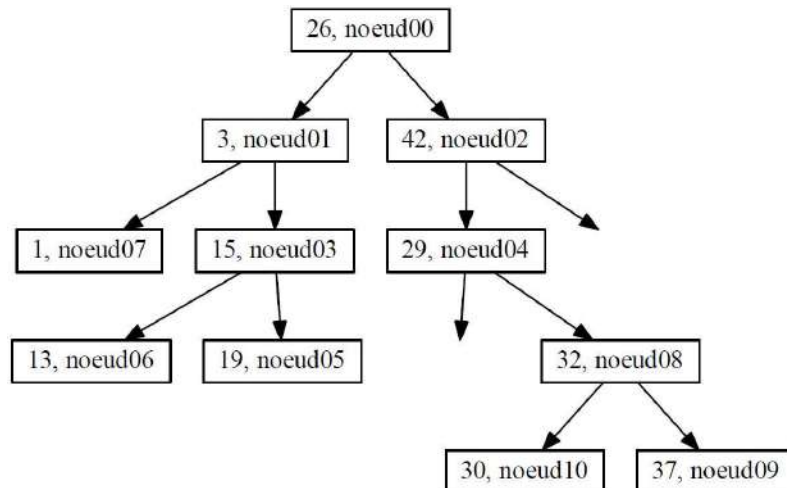 26, noeud00
3, noeud01
42, noeud02
1, noeud07
15, noeud03
29, noeud04
13, noeud06
19, noeud05
32, noeud08
30, noeud10
37, noeud09